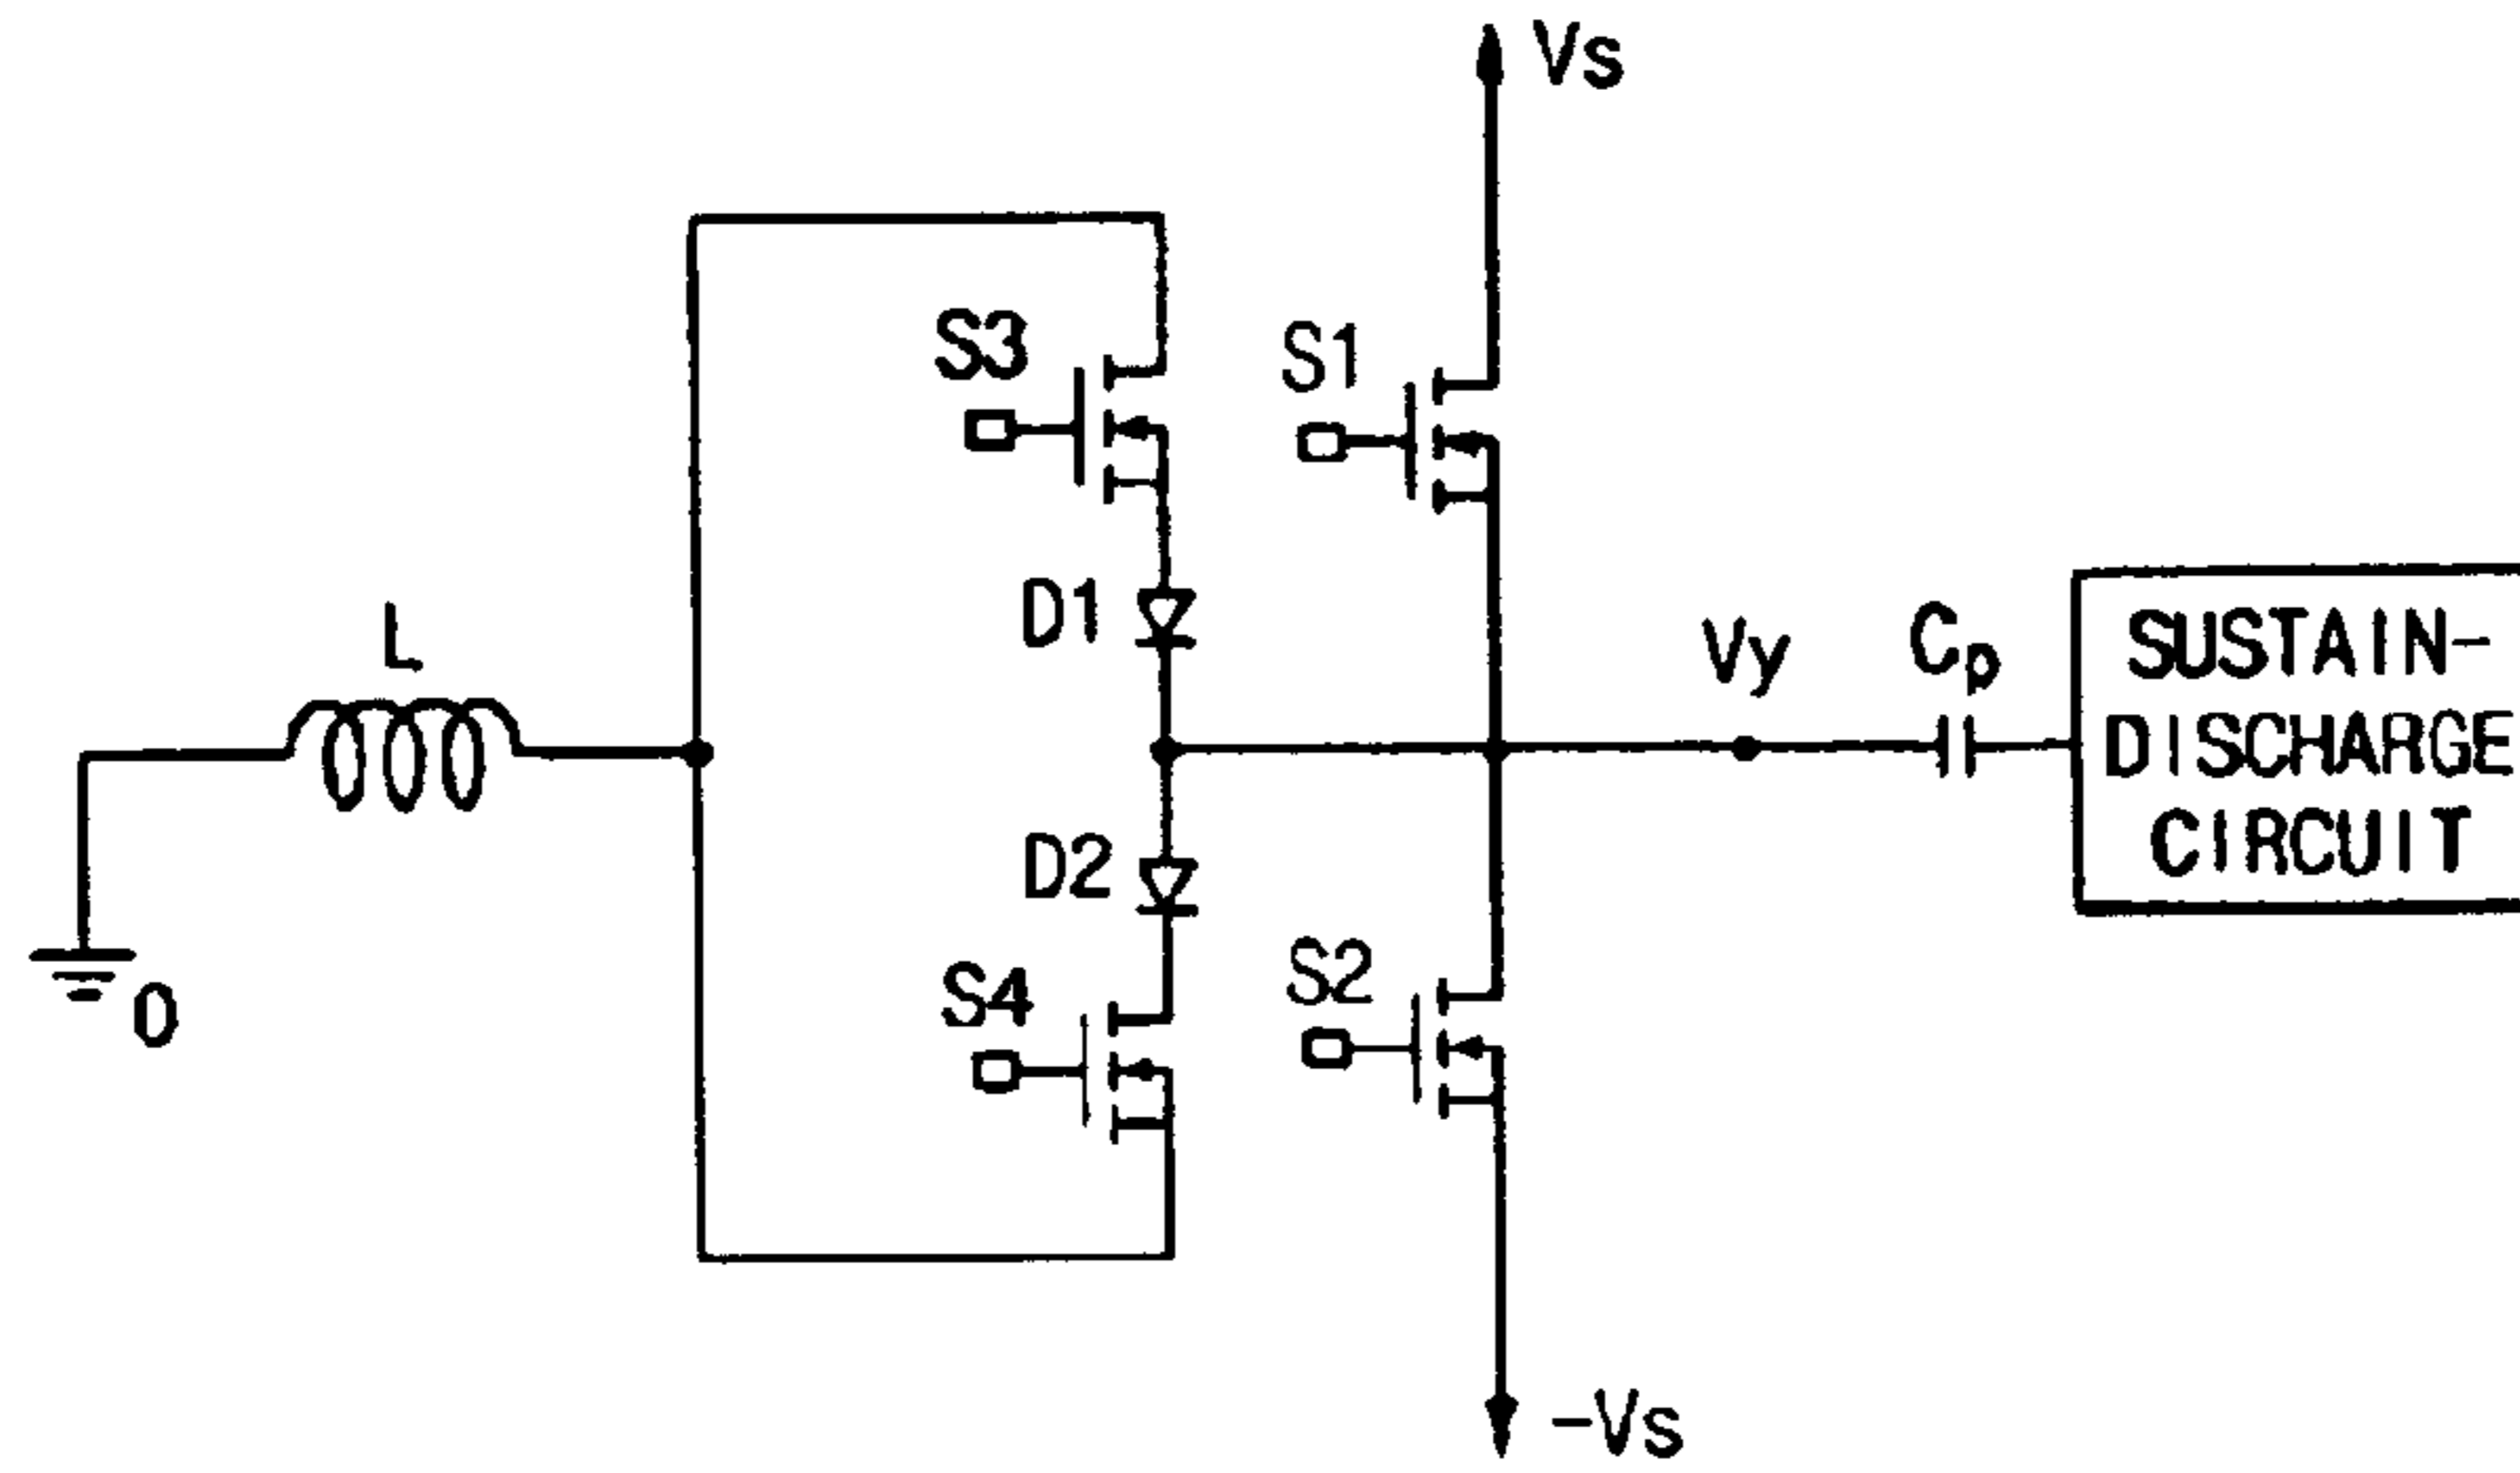 Vs
S3
S1
D1
L
Vy
Cp
SUSTAIN-
DISCHARGE
CIRCUIT
D2
S4
S2
0
-Vs